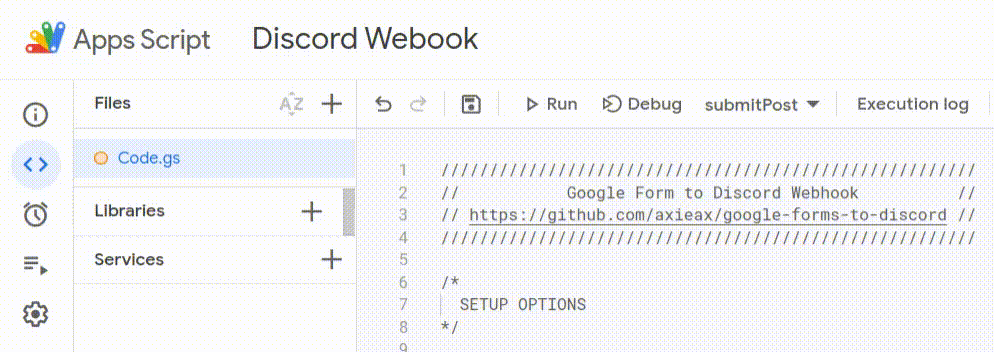 Apps Script Discord Webook
Files AZ
Run Debug submitPost Execution log
Code.gs
Libraries
Services
1 //////////////////////////////////////////////////////
2 // Google Form to Discord Webhook //
3 // https://github.com/axieax/google-forms-to-discord //
4 //////////////////////////////////////////////////////
5
6 /*
7 SETUP OPTIONS
8 */
9